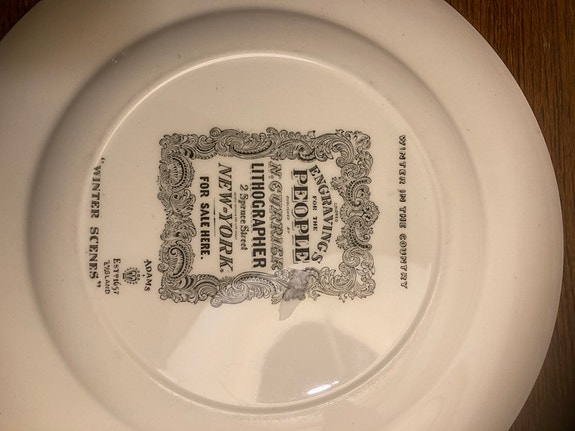 WINTER IN THE COUNTRY
ENGRAVINGS
FOR THE
PEOPLE
N. CURRIER
LITHOGRAPHER
2 Spruce Street
NEW-YORK.
FOR SALE HERE.
ADAMS
ESTD 1657
ENGLAND
"WINTER SCENES"